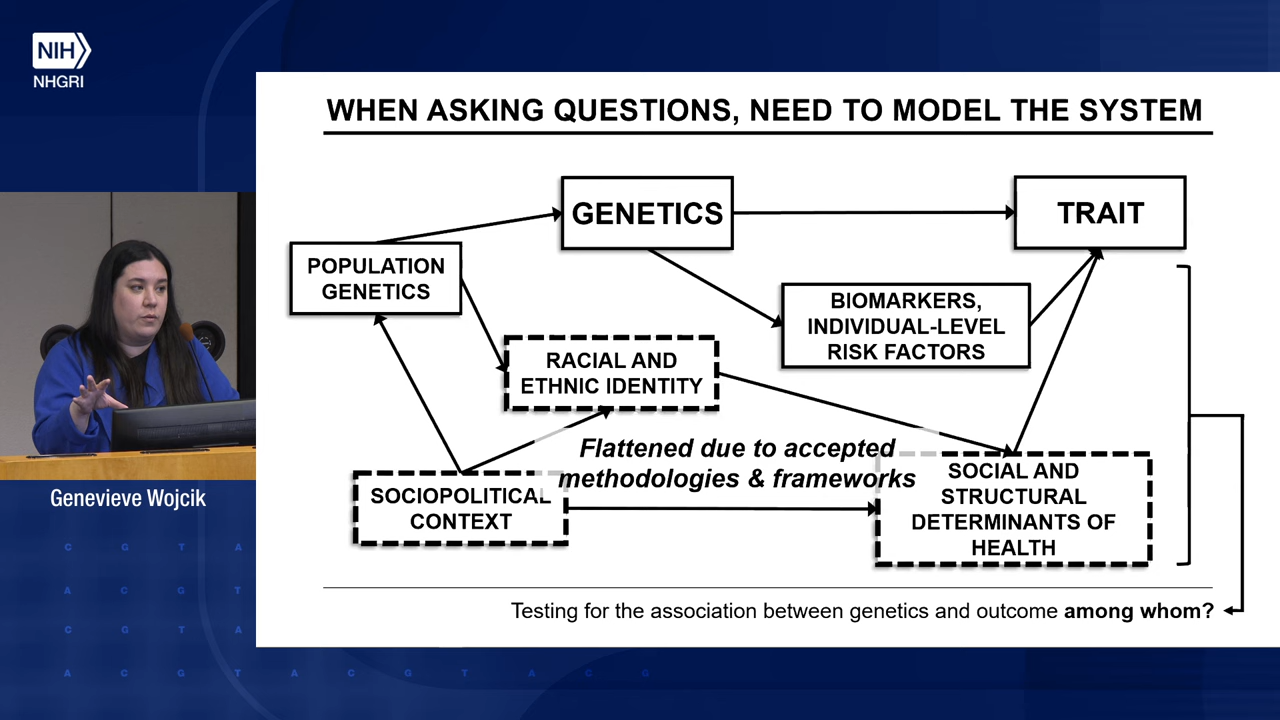 NIH
NHGRI
WHEN ASKING QUESTIONS, NEED TO MODEL THE SYSTEM
GENETICS
TRAIT
POPULATION
GENETICS
BIOMARKERS,
INDIVIDUAL-LEVEL
RISK FACTORS
RACIAL AND
ETHNIC IDENTITY
Flattened due to accepted
methodologies & frameworks
SOCIOPOLITICAL
CONTEXT
SOCIAL AND
STRUCTURAL
DETERMINANTS OF
HEALTH
Testing for the association between genetics and outcome among whom?
Genevieve Wojcik
C G T A
A C G T
C G T A
A C G T A C G T A C G